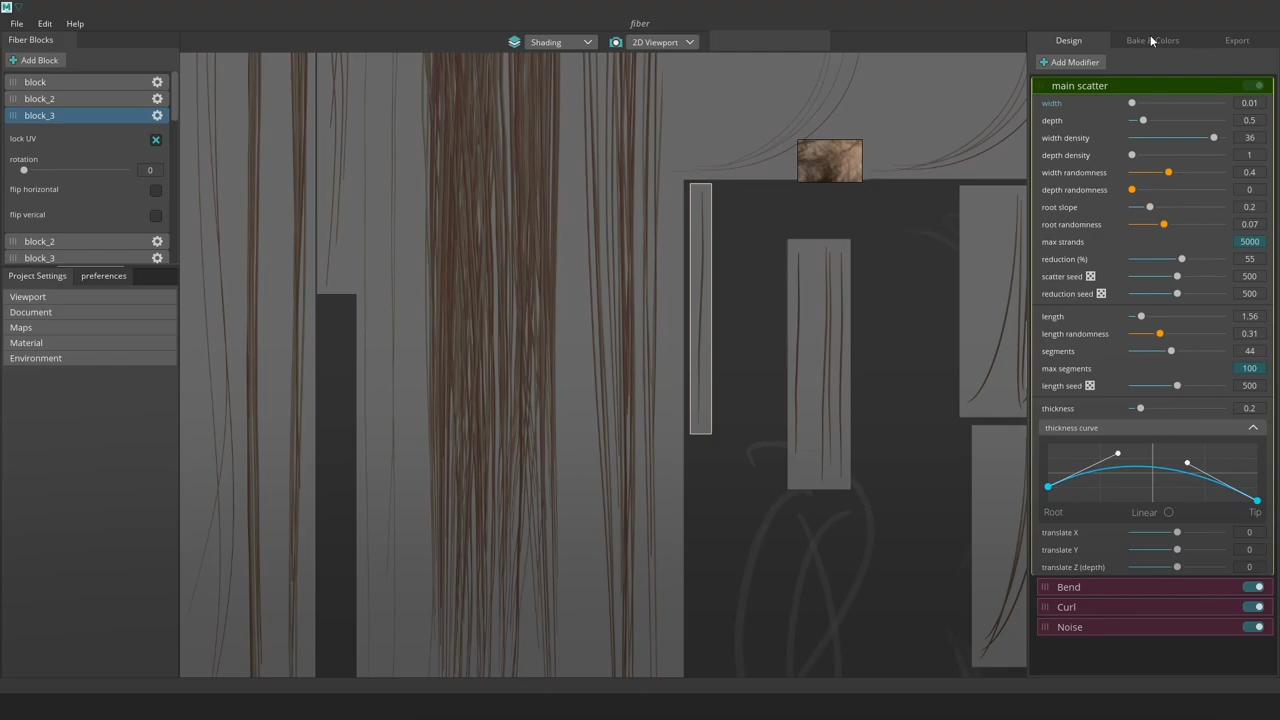 File Edit Help
fiber
Fiber Blocks
Shading
2D Viewport
Design
Bake & Colors
Export
Add Block
Add Modifier
block
block_2
block_3
lock UV
rotation
0
flip horizontal
flip verical
block_2
block_3
Project Settings
preferences
Viewport
Document
Maps
Material
Environment
main scatter
width 0.01
depth 0.5
width density 36
depth density 1
width randomness 0.4
depth randomness 0
root slope 0.2
root randomness 0.07
max strands 5000
reduction (%) 55
scatter seed 500
reduction seed 500
length 1.56
length randomness 0.31
segments 44
max segments 100
length seed 500
thickness 0.2
thickness curve
Root Linear Tip
translate X 0
translate Y 0
translate Z (depth) 0
Bend
Curl
Noise